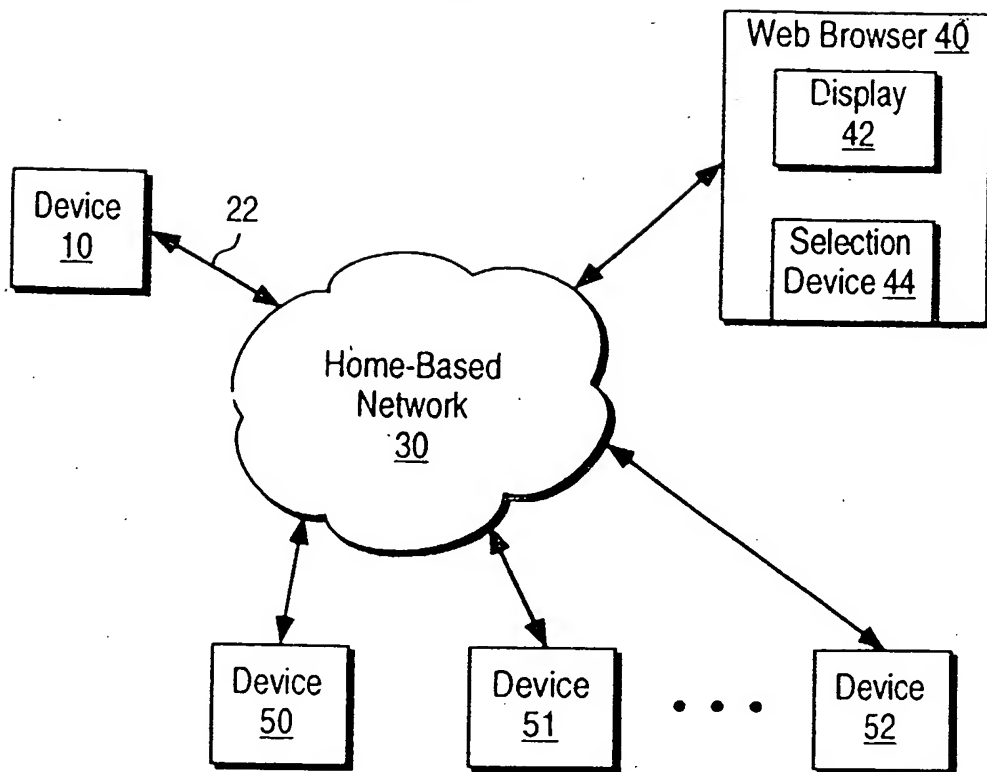 Web Browser 40
Display
42
Selection
Device 44
Device
10
22
Home-Based
Network
30
Device
50
Device
51
Device
52